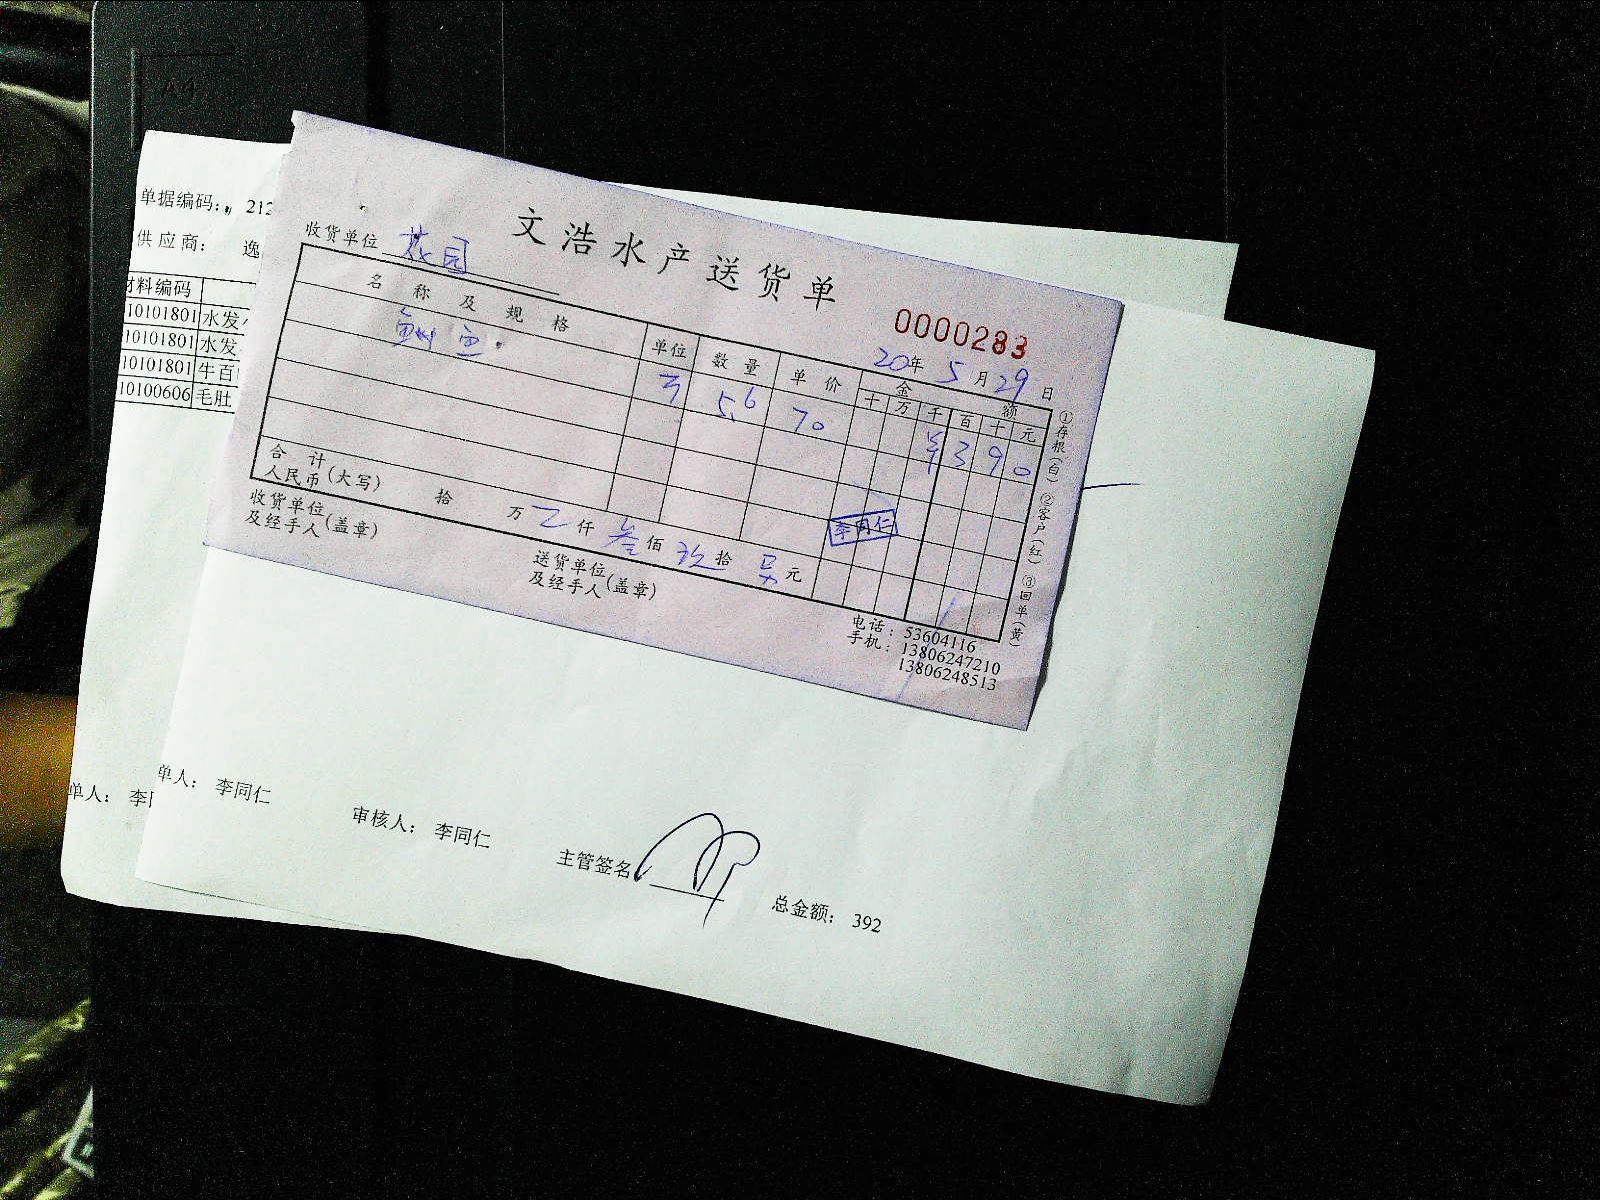 A4
单据编码： 212
供 应 商： 逸
材料编码
10101801 水发
10101801 水发
10101801 牛百
10100606 毛肚
文浩水产送货单
收货单位 花园
0000283
20年 5月 29日
名称及规格 单位 数量 单价 金额
十 万 千 百 十 元
5.6 70 ¥ 3 9 0
合计
人民币(大写) 拾 万 仟 叁 佰 玖 拾 另 元
李同仁
收货单位
及经手人(盖章)
送货单位
及经手人(盖章)
电话：53604116
手机：13806247210
13806248513
①存根(白) ②客户(红) ③回单(黄)
单人： 李同仁
单人： 李同
审核人： 李同仁
主管签名
总金额： 392